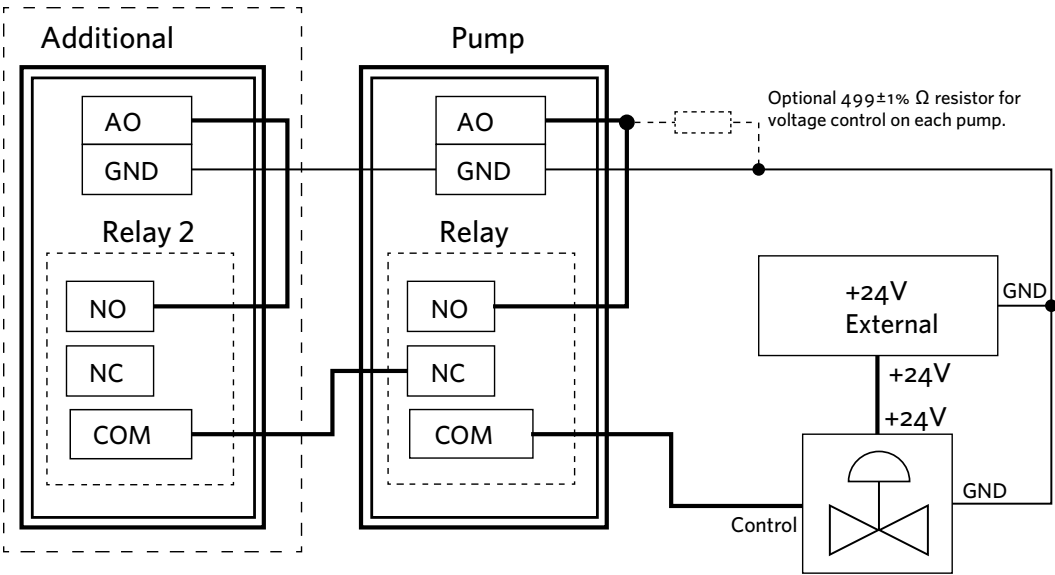 Additional
Pump
AO
GND
Relay 2
NO
NC
COM
AO
GND
Relay
NO
NC
COM
Optional 499±1% Ω resistor for
voltage control on each pump.
+24V
External
GND
+24V
+24V
GND
Control